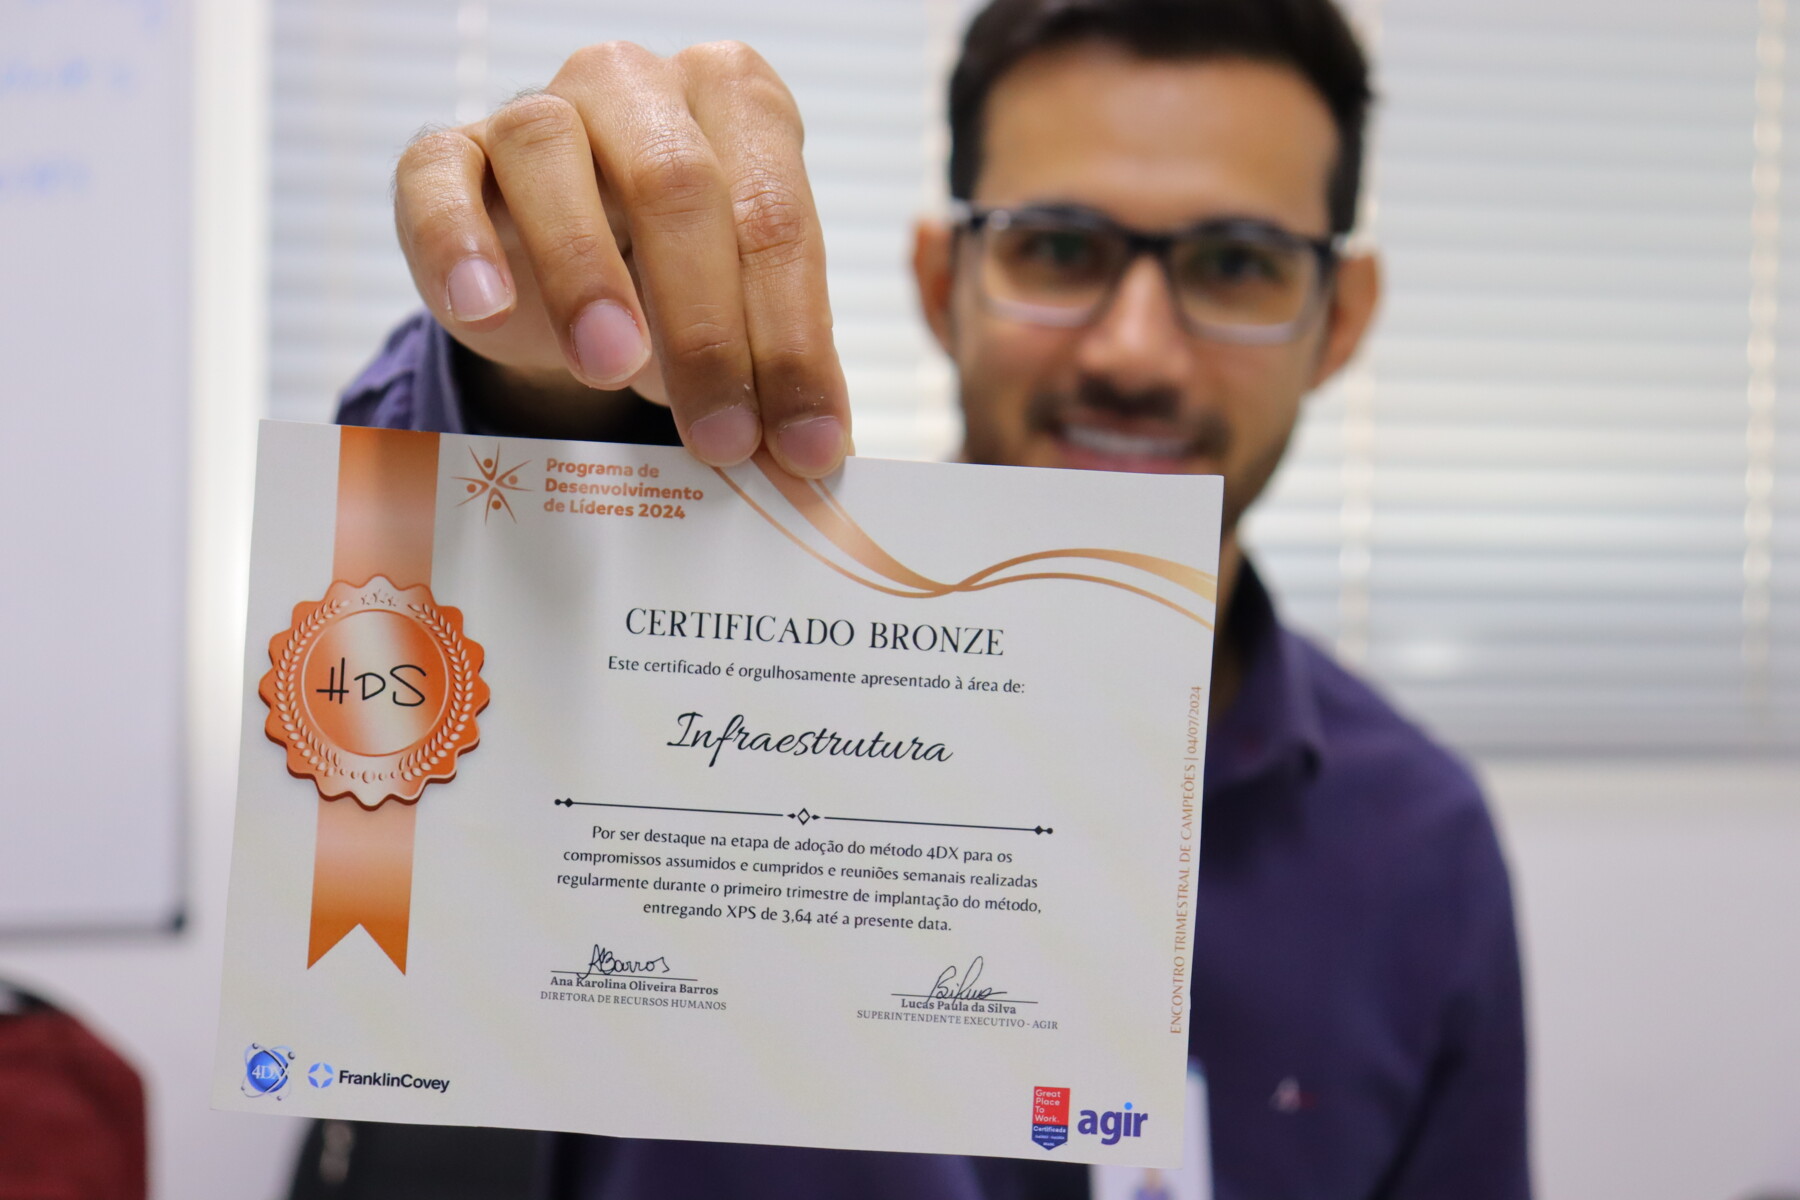 Programa de
Desenvolvimento
de Líderes 2024
HDS
CERTIFICADO BRONZE
Este certificado é orgulhosamente apresentado à área de:
Infraestrutura
Por ser destaque na etapa de adoção do método 4DX para os
compromissos assumidos e cumpridos e reuniões semanais realizadas
regularmente durante o primeiro trimestre de implantação do método,
entregando XPS de 3,64 até a presente data.
ABarros
Ana Karolina Oliveira Barros
DIRETORA DE RECURSOS HUMANOS
Lucas Paula da Silva
SUPERINTENDENTE EXECUTIVO - AGIR
ENCONTRO TRIMESTRAL DE CAMPEÕES | 04/07/2024
4DX
FranklinCovey
Great
Place
To
Work.
Certificada
agir